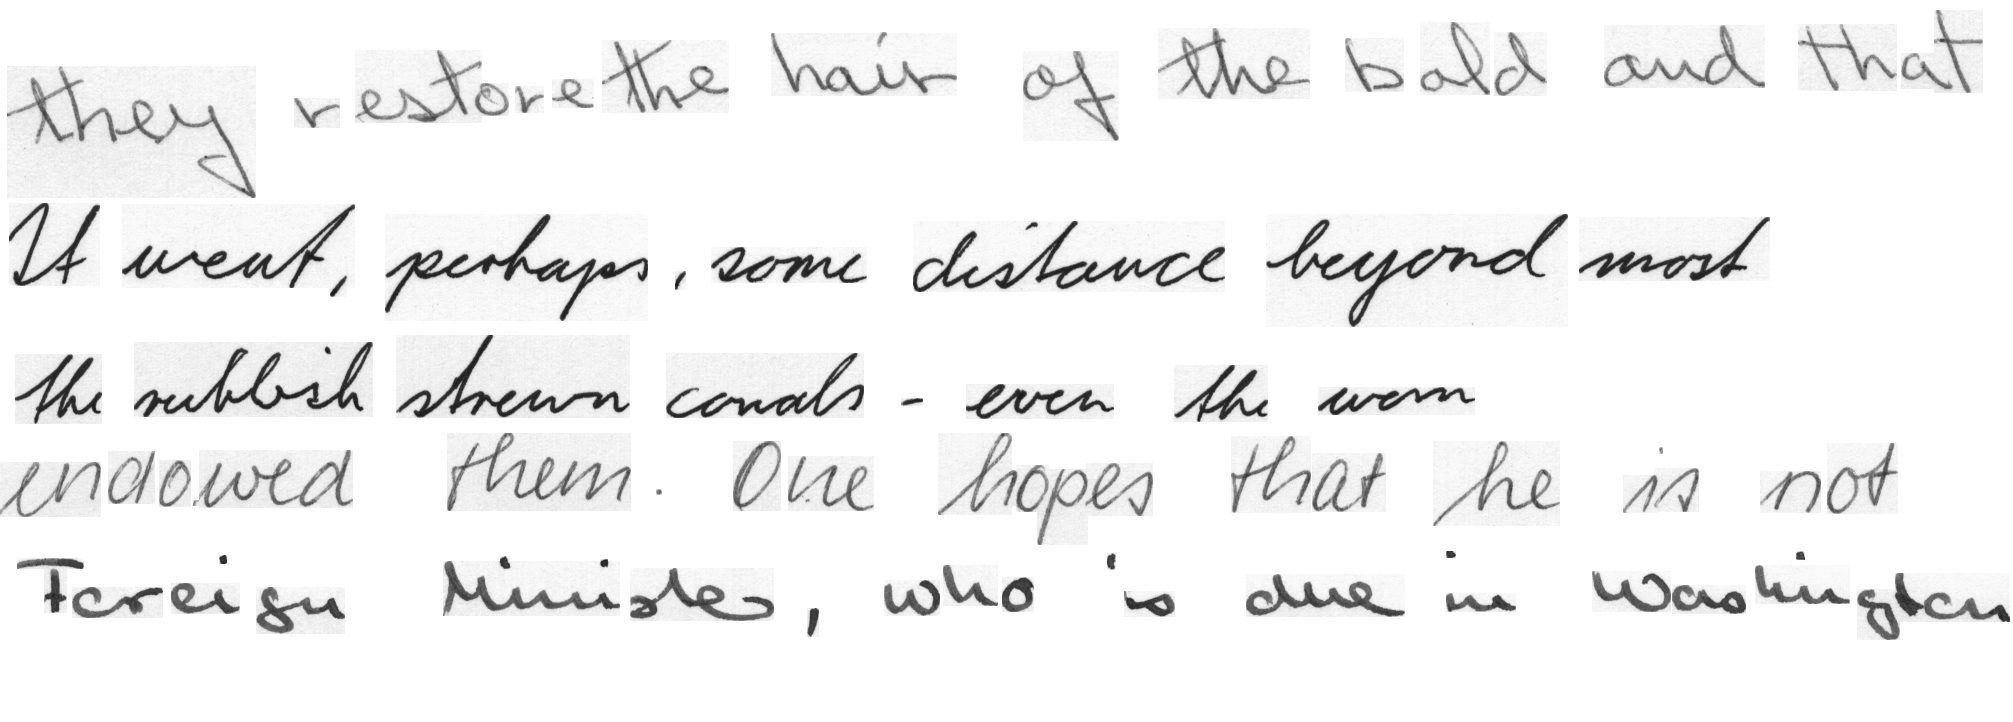 they restore the hair of the bald and that
It went, perhaps, some distance beyond most
the rubbish strewn canals - even the worn
endowed them. One hopes that he is not
Foreign Minister, who is due in Washington